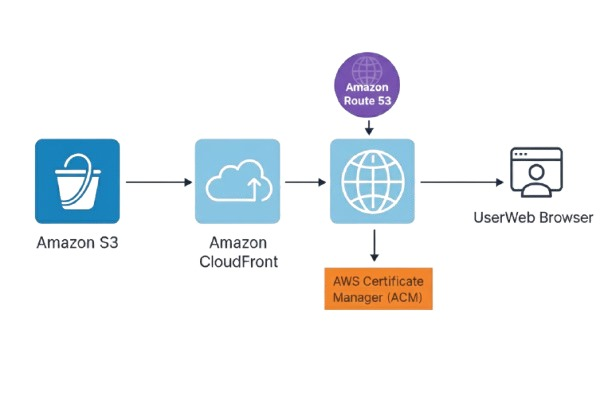 Amazon
Route 53
Amazon S3
Amazon
CloudFront
UserWeb Browser
AWS Certificate
Manager (ACM)